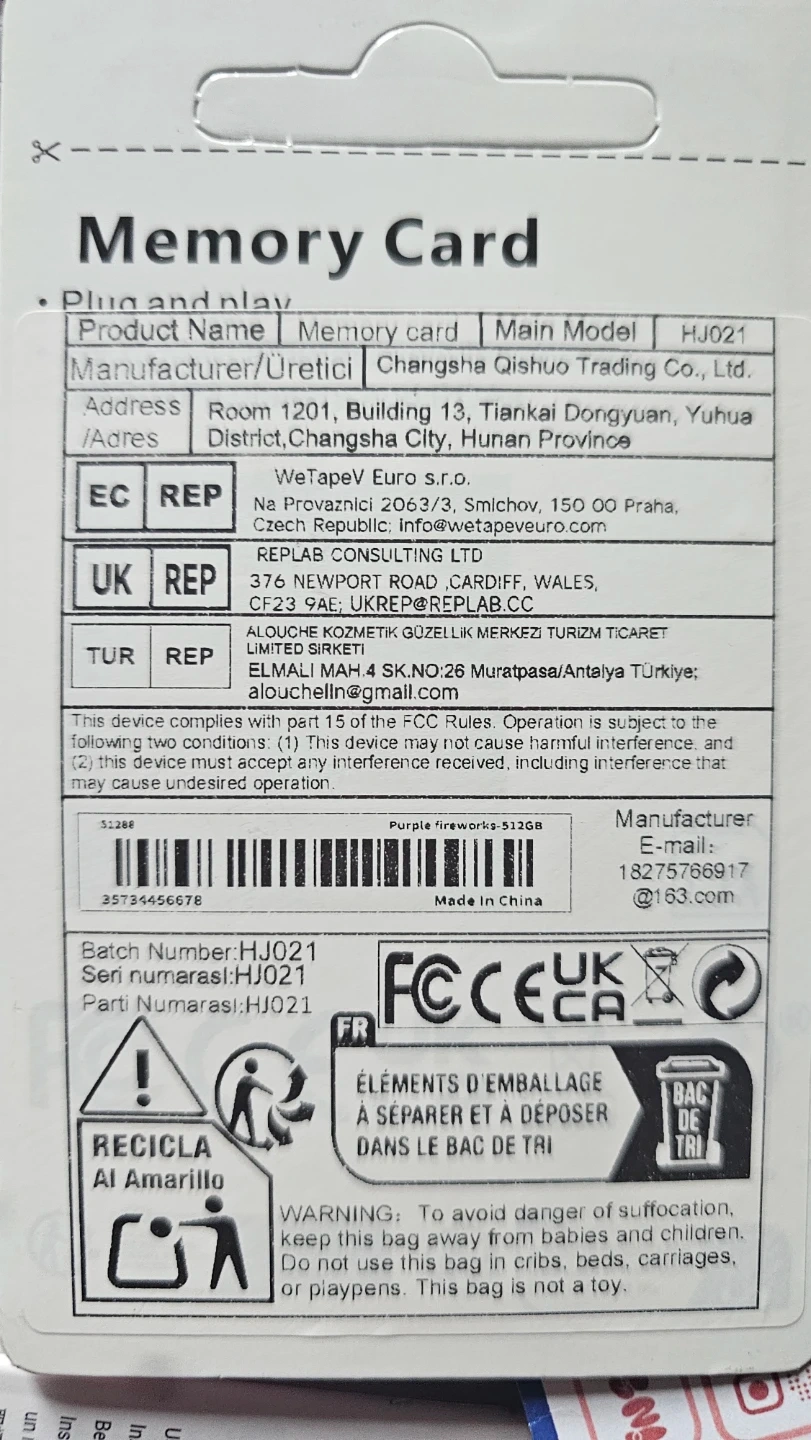 Memory Card
• Plug and play
Product Name Memory card Main Model HJ021
Manufacturer/Üretici Changsha Qishuo Trading Co., Ltd.
Address
/Adres
Room 1201, Building 13, Tiankai Dongyuan, Yuhua
District,Changsha City, Hunan Province
EC REP
WeTapeV Euro s.r.o.
Na Provaznici 2063/3, Smichov, 150 00 Praha,
Czech Republic; info@wetapeveuro.com
UK REP
REPLAB CONSULTING LTD
376 NEWPORT ROAD ,CARDIFF, WALES,
CF23 9AE; UKREP@REPLAB.CC
TUR REP
ALOUCHE KOZMETiK GÜZELLiK MERKEZi TURiZM TiCARET
LiMiTED SiRKETi
ELMALI MAH.4 SK.NO:26 Muratpasa/Antalya TÜrkiye;
alouchelln@gmail.com
This device complies with part 15 of the FCC Rules. Operation is subject to the
following two conditions: (1) This device may not cause harmful interference, and
(2) this device must accept any interference received, including interference that
may cause undesired operation.
51288 Purple fireworks-512GB
35734456678 Made In China
Manufacturer
E-mail:
18275766917
@163.com
Batch Number:HJ021
Seri numarasI:HJ021
Parti NumarasI:HJ021
FC CE UK
CA
FR
ÉLÉMENTS D'EMBALLAGE
À SÉPARER ET À DÉPOSER
DANS LE BAC DE TRI
BAC
DE
TRI
!
RECICLA
Al Amarillo
WARNING: To avoid danger of suffocation,
keep this bag away from babies and children.
Do not use this bag in cribs, beds, carriages,
or playpens. This bag is not a toy.
un
Ins
Be
In
U